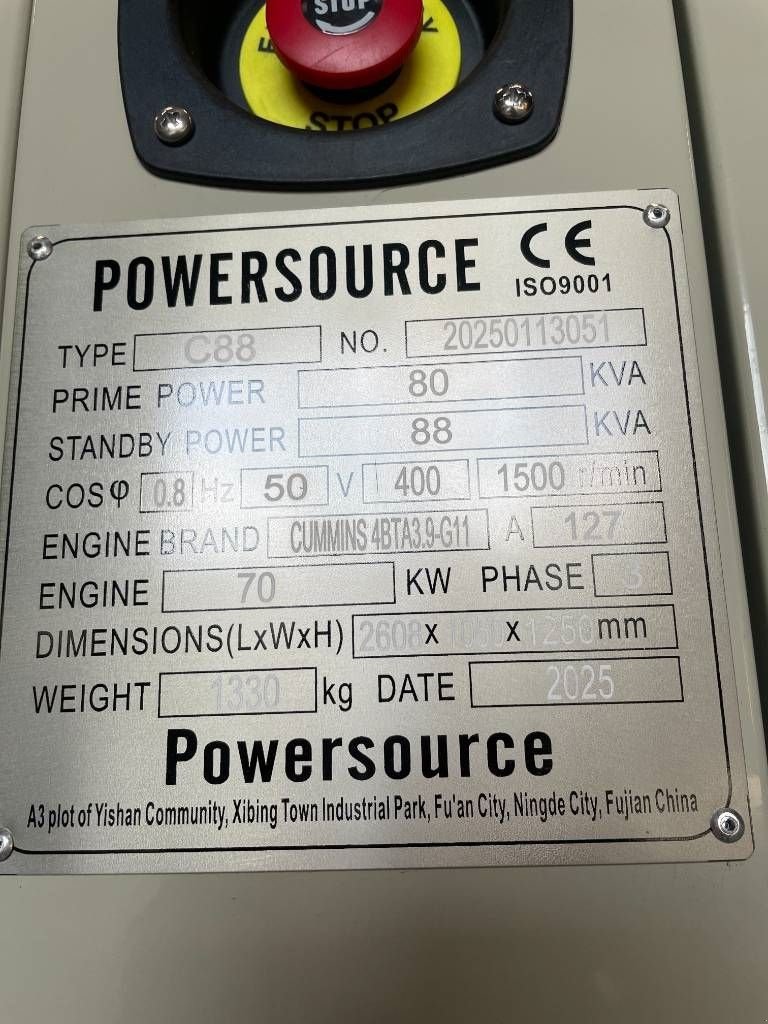 STOP
STOP
POWERSOURCE CE
ISO9001
TYPE C88 NO. 20250113051
PRIME POWER 80 KVA
STANDBY POWER 88 KVA
COSφ 0.8 Hz 50 V 400 1500 r/min
ENGINE BRAND CUMMINS 4BTA3.9-G11 A 127
ENGINE 70 KW PHASE 3
DIMENSIONS(LxWxH) 2608 x 1050 x 1250 mm
WEIGHT 1330 kg DATE 2025
Powersource
A3 plot of Yishan Community, Xibing Town Industrial Park, Fu'an City, Ningde City, Fujian China